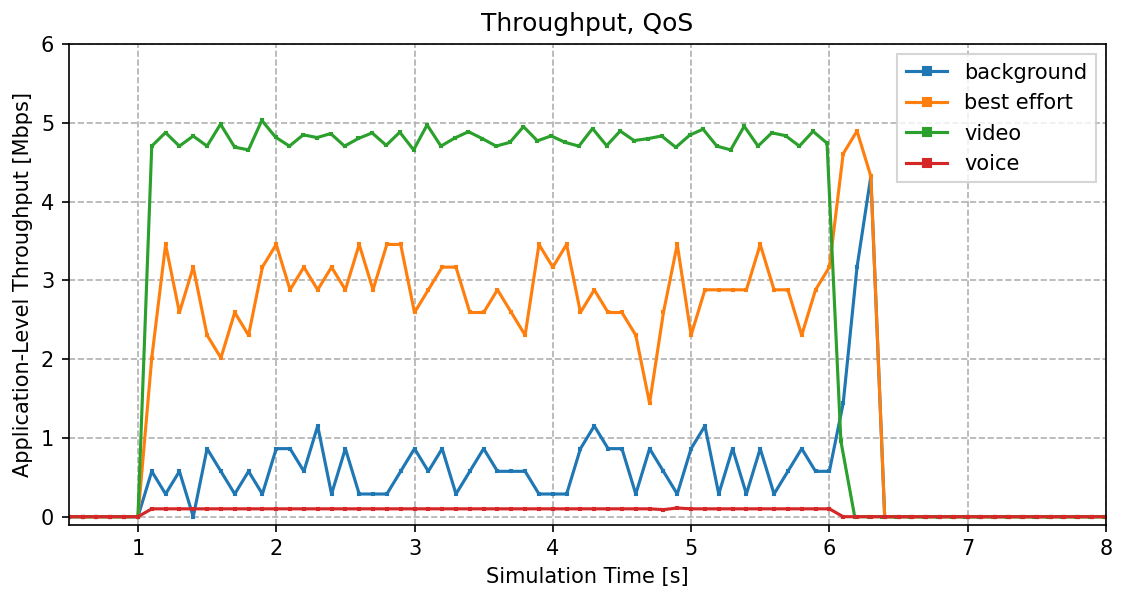 Throughput, QoS
Application-Level Throughput [Mbps]
6
5
4
3
2
1
0
background
best effort
video
voice
1 2 3 4 5 6 7 8
Simulation Time [s]